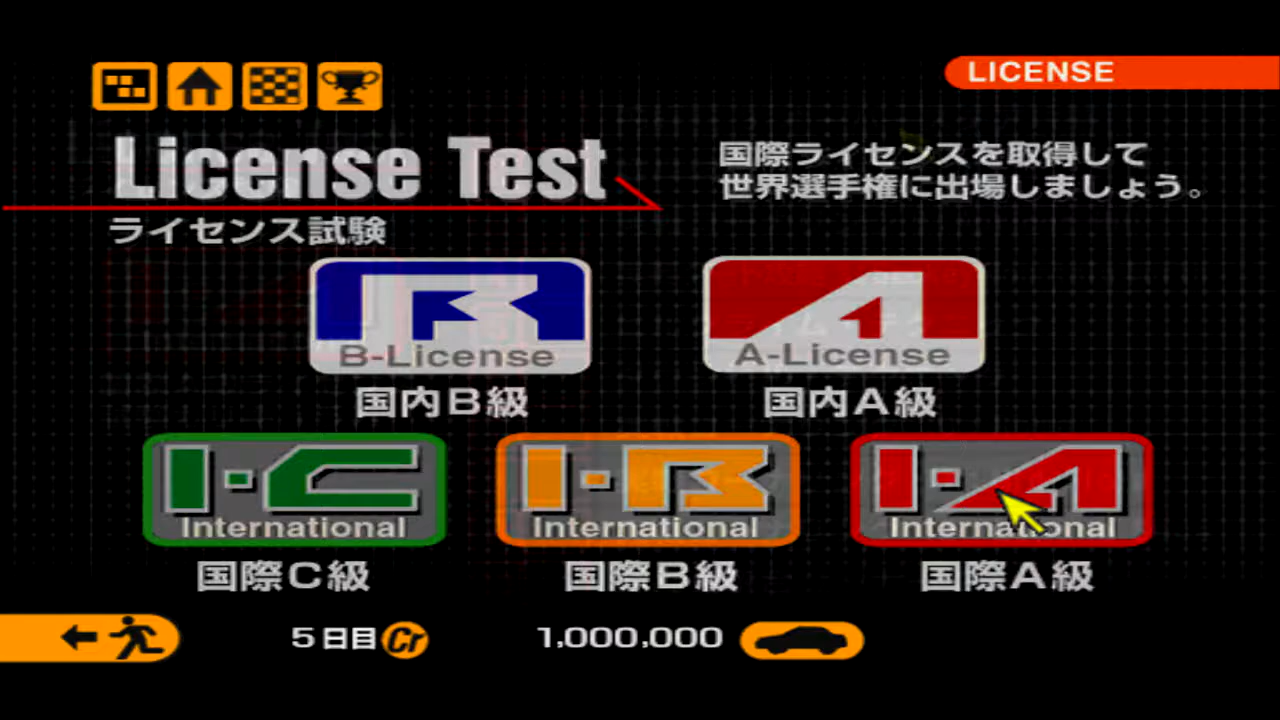 LICENSE
License Test
国際ライセンスを取得して
世界選手権に出場しましょう。
ライセンス試験
B
B-License
国内B級
A
A-License
国内A級
I-C
International
国際C級
I-B
International
国際B級
I-A
International
国際A級
5日目
Cr
1,000,000